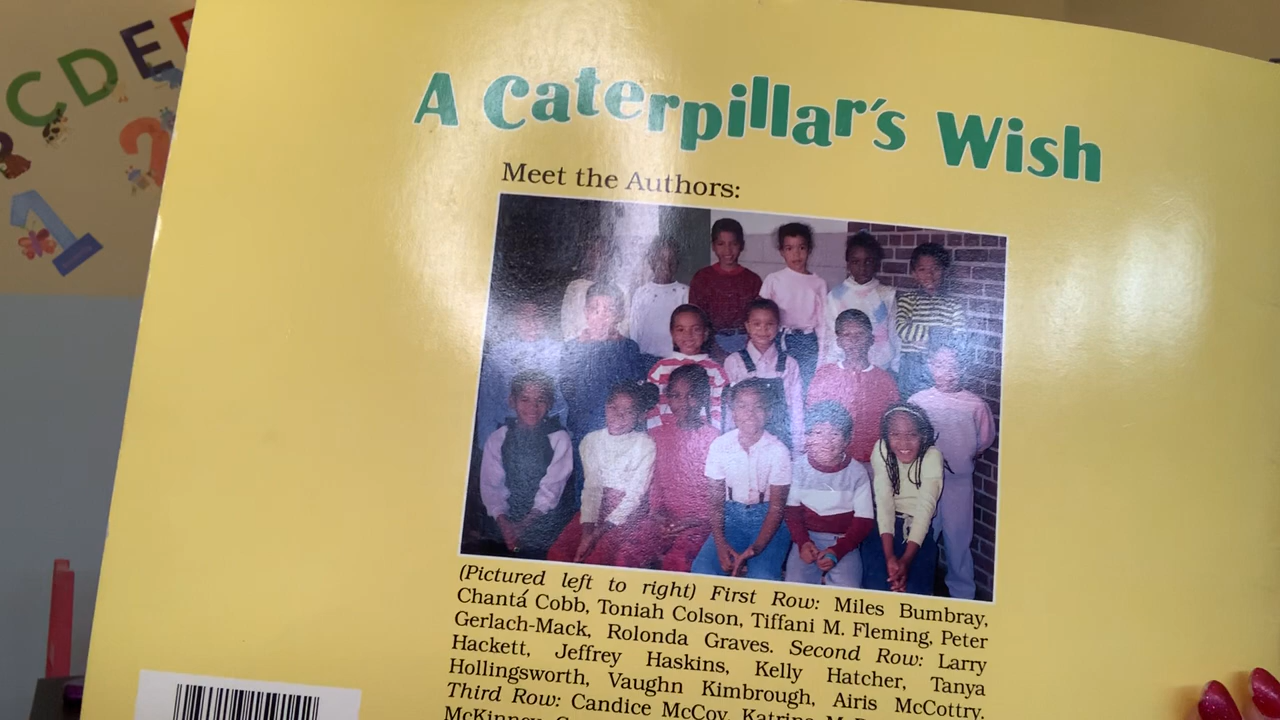 C D E
2
1
A Caterpillar's Wish
Meet the Authors:
(Pictured left to right) First Row: Miles Bumbray,
Chantá Cobb, Toniah Colson, Tiffani M. Fleming, Peter
Gerlach-Mack, Rolonda Graves. Second Row: Larry
Hackett, Jeffrey Haskins, Kelly Hatcher, Tanya
Hollingsworth, Vaughn Kimbrough, Airis McCottry.
Third Row: Candice McCoy, Katrina
McKinney,